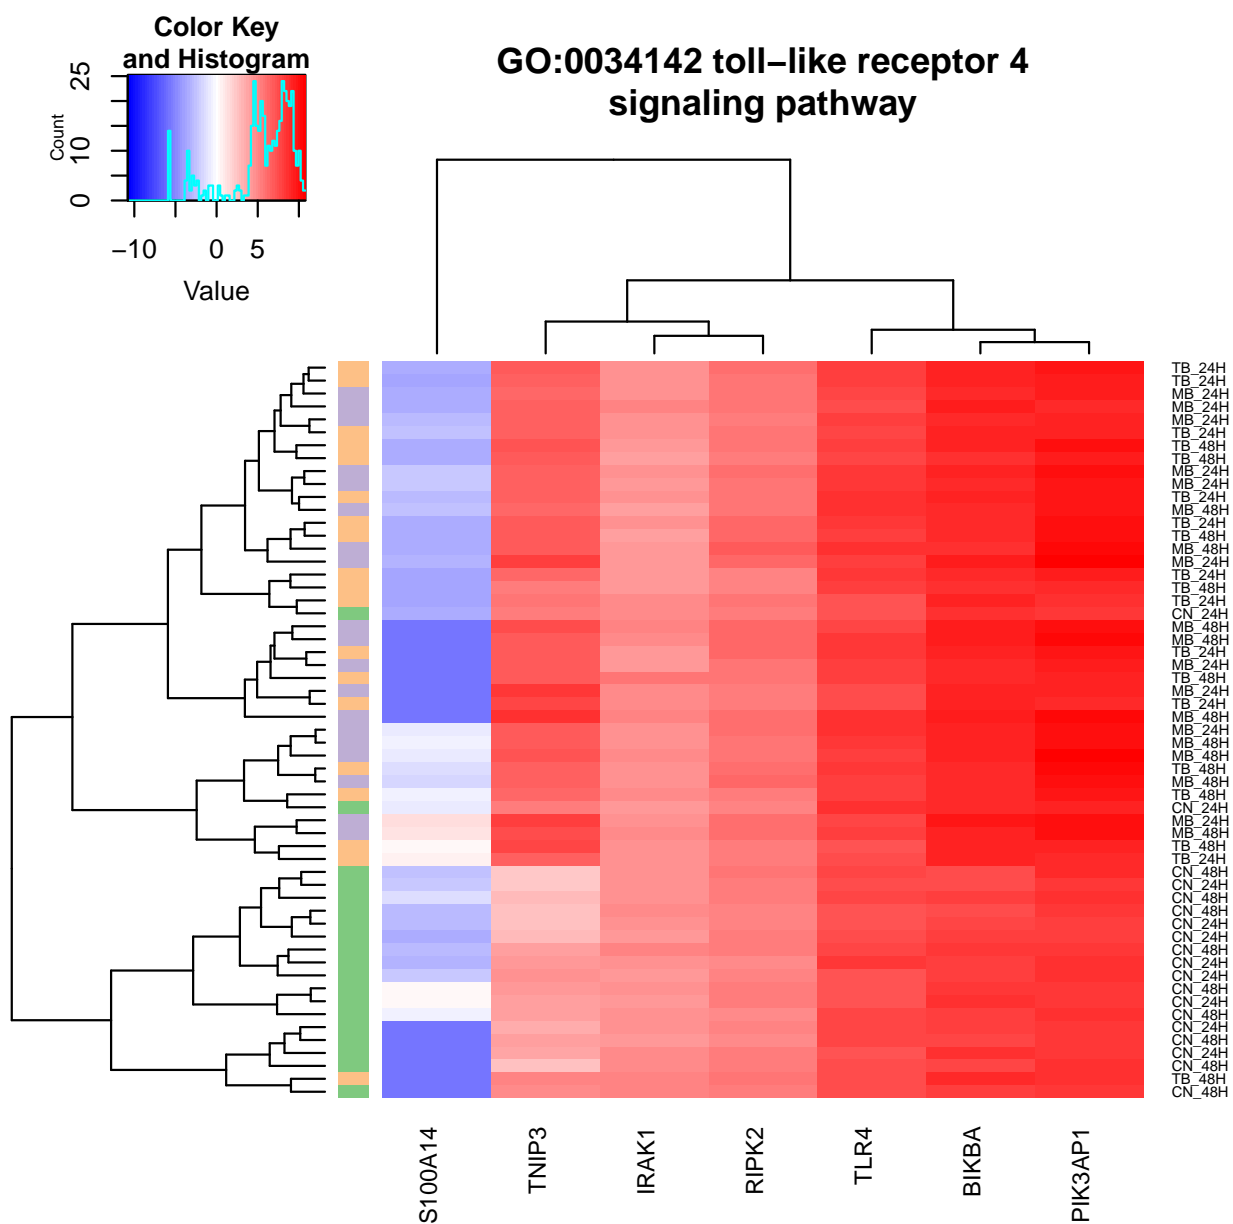 Color Key
and Histogram
GO:0034142 toll−like receptor 4
signaling pathway
Count
0 10 25
−10 0 5
Value
TB_24H
TB_24H
MB_24H
MB_24H
MB_24H
TB_24H
TB_48H
TB_48H
MB_24H
MB_24H
TB_24H
MB_48H
TB_24H
TB_48H
MB_48H
MB_24H
TB_24H
TB_48H
TB_24H
CN_24H
MB_48H
MB_48H
TB_24H
MB_24H
TB_48H
MB_24H
TB_24H
MB_48H
MB_24H
MB_48H
MB_48H
TB_48H
MB_48H
TB_48H
CN_24H
MB_24H
MB_48H
TB_48H
TB_24H
CN_48H
CN_24H
CN_48H
CN_48H
CN_24H
CN_24H
CN_48H
CN_24H
CN_24H
CN_48H
CN_24H
CN_48H
CN_24H
CN_48H
CN_24H
CN_48H
TB_48H
CN_48H
S100A14
TNIP3
IRAK1
RIPK2
TLR4
BIKBA
PIK3AP1